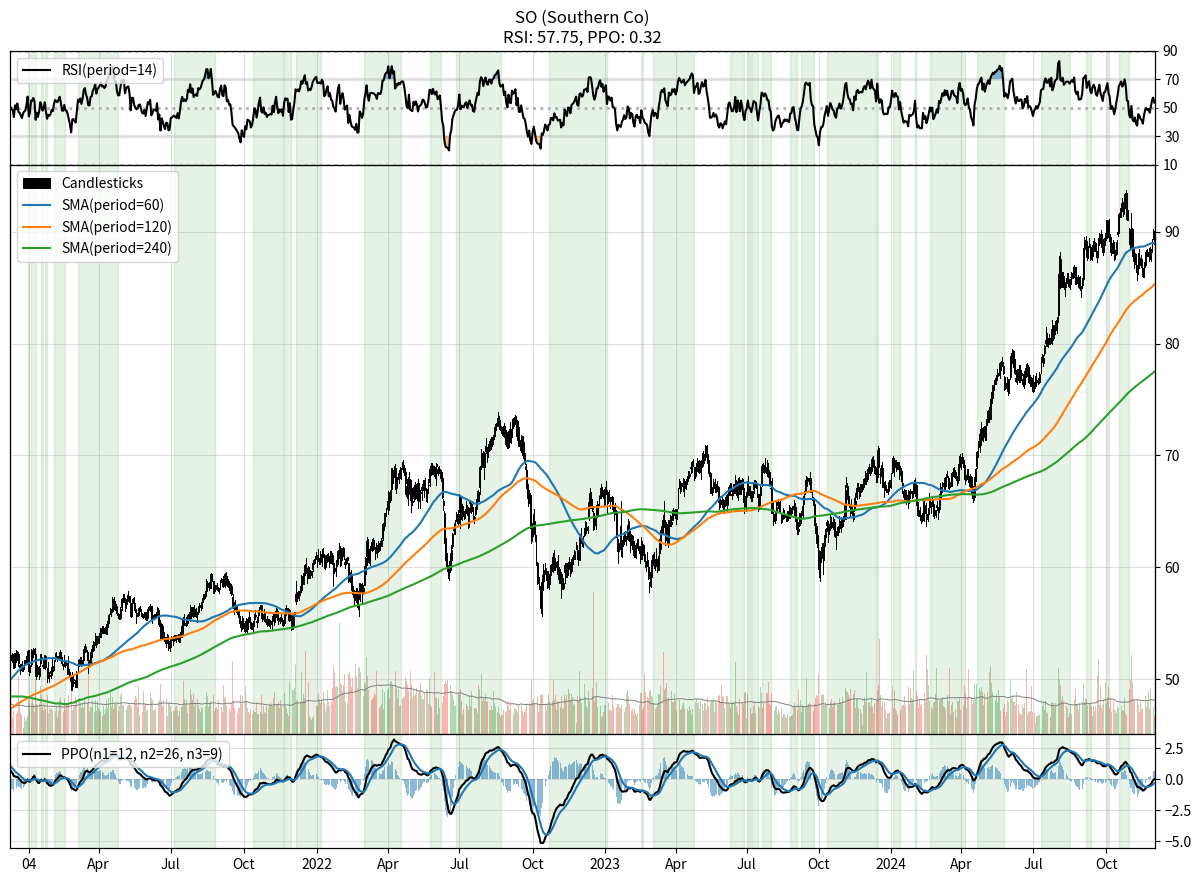 SO (Southern Co)
RSI: 57.75, PPO: 0.32
RSI(period=14)
90
70
50
30
10
Candlesticks
SMA(period=60)
SMA(period=120)
SMA(period=240)
90
80
70
60
50
PPO(n1=12, n2=26, n3=9)
2.5
0.0
−2.5
−5.0
04 Apr Jul Oct 2022 Apr Jul Oct 2023 Apr Jul Oct 2024 Apr Jul Oct